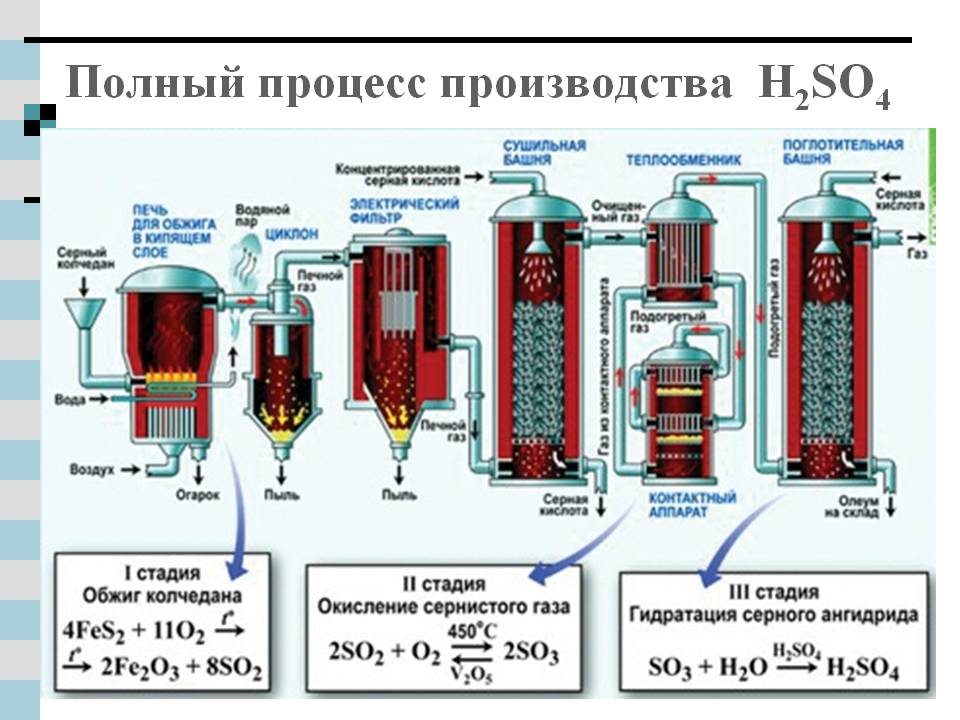 Полный процесс производства H₂SO₄
СУШИЛЬНАЯ
БАШНЯ
ТЕПЛООБМЕННИК
ПОГЛОТИТЕЛЬНАЯ
БАШНЯ
Концентрированная
серная кислота
Серная
кислота
ПЕЧЬ
ДЛЯ ОБЖИГА
В КИПЯЩЕМ
СЛОЕ
Водяной
пар
ЦИКЛОН
ЭЛЕКТРИЧЕСКИЙ
ФИЛЬТР
Очищен-
ный газ
Газ
Серный
колчедан
Печной
газ
Подогретый
газ
Газ из контактного аппарата
Подогретый газ
Вода
Печной
газ
Воздух
Огарок
Пыль
Пыль
Серная
кислота
КОНТАКТНЫЙ
АППАРАТ
Олеум
на склад
I стадия
Обжиг колчедана
4FeS₂ + 11O₂ t° →
t° → 2Fe₂O₃ + 8SO₂
II стадия
Окисление сернистого газа
450°C
2SO₂ + O₂ ⇄ 2SO₃
V₂O₅
III стадия
Гидратация серного ангидрида
H₂SO₄
SO₃ + H₂O → H₂SO₄